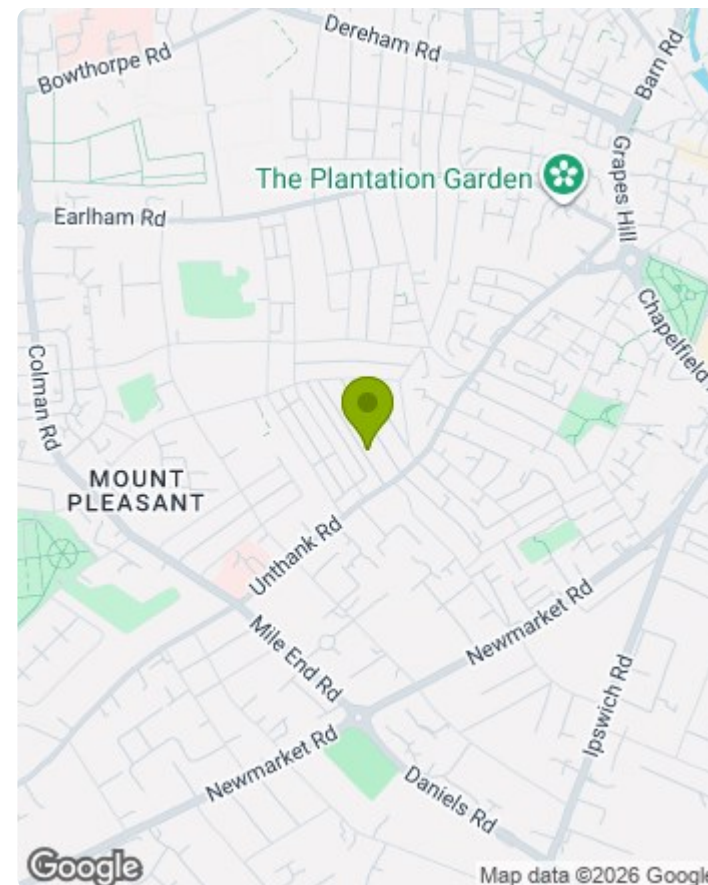 Dereham Rd
Bowthorpe Rd
Barn Rd
The Plantation Garden
Grapes Hill
Earlham Rd
Chapelfield
Colman Rd
MOUNT
PLEASANT
Unthank Rd
Newmarket Rd
Mile End Rd
Ipswich Rd
Newmarket Rd
Daniels Rd
Google
Map data ©2026 Google